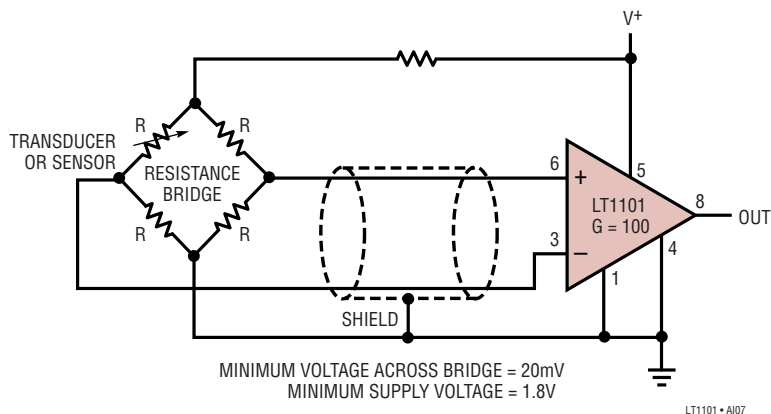 V+
R
R
TRANSDUCER
OR SENSOR
RESISTANCE
BRIDGE
R
R
6
+
5
LT1101
G = 100
8
OUT
3
–
4
1
SHIELD
MINIMUM VOLTAGE ACROSS BRIDGE = 20mV
MINIMUM SUPPLY VOLTAGE = 1.8V
LT1101 • AI07